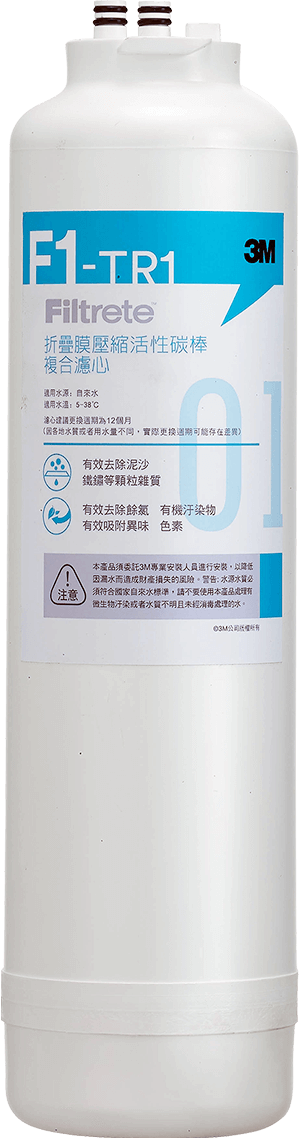 F1-TR1
3M
Filtrete™
折疊膜壓縮活性碳棒
複合濾心
適用水源：自來水
適用水溫：5-38℃
濾心建議更換週期為12個月
(因各地水質或者用水量不同，實際更換週期可能存在差異)
01
有效去除泥沙
鐵鏽等顆粒雜質
有效去除餘氯 有機汙染物
有效吸附異味 色素
注意
本產品須委託3M專業安裝人員進行安裝，以降低
因漏水而造成財產損失的風險。警告：水源水質必
須符合國家自來水標準，請不要使用本產品處理有
微生物汙染或者水質不明且未經消毒處理的水。
©3M公司版權所有